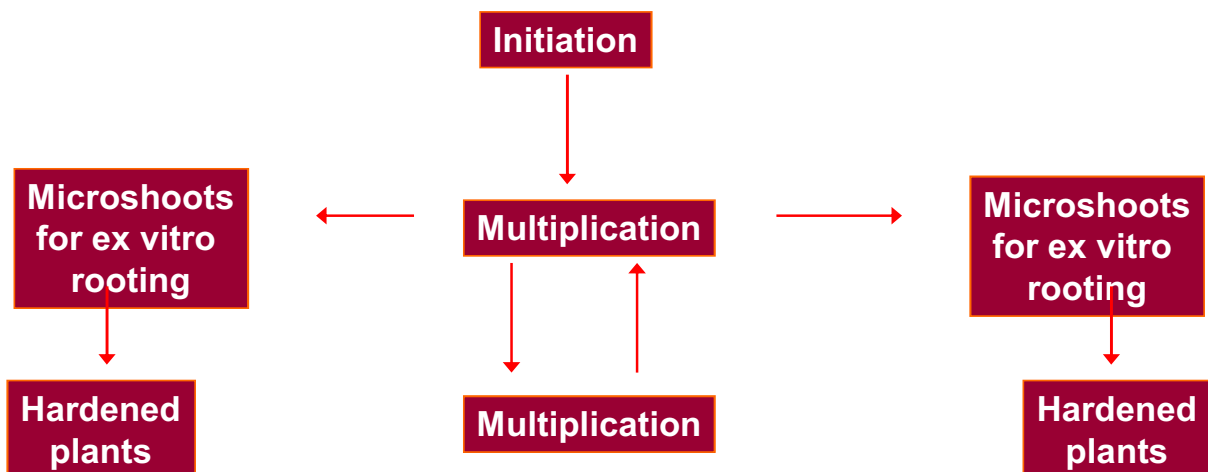 Initiation
Microshoots
for ex vitro
rooting
Multiplication
Microshoots
for ex vitro
rooting
Hardened
plants
Multiplication
Hardened
plants